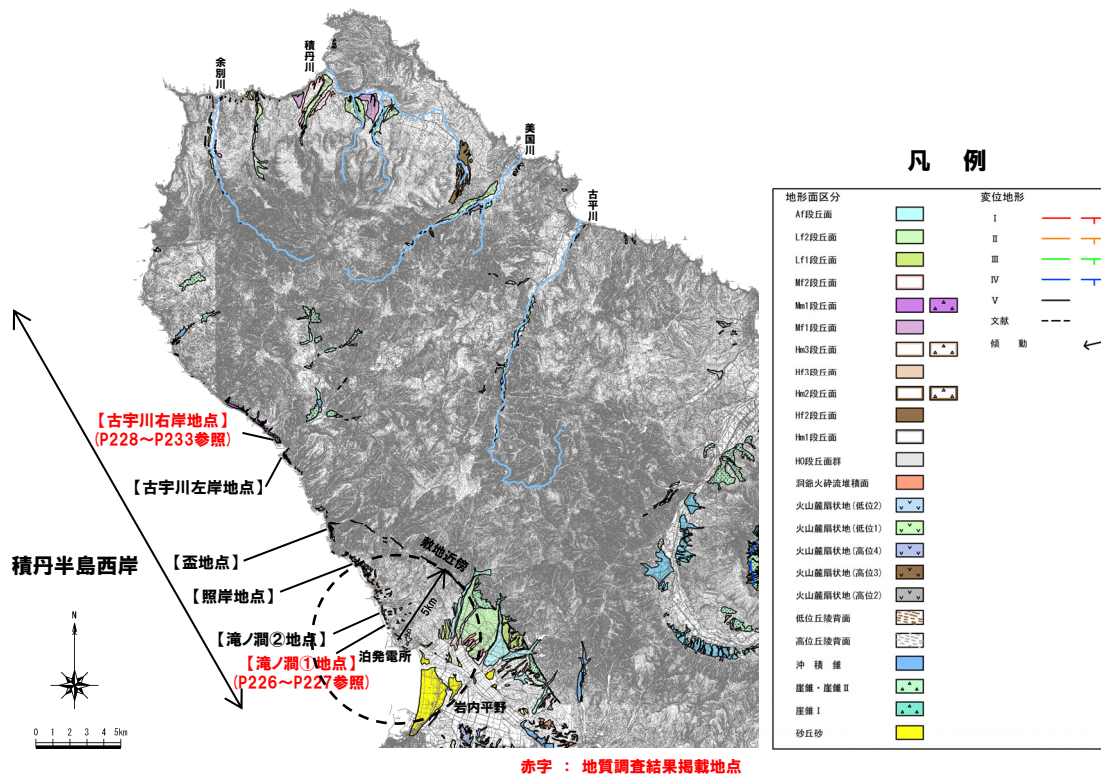 余別川
積丹川
美国川
古平川
【古宇川右岸地点】
(P228～P233参照)
【古宇川左岸地点】
【盃地点】
【照岸地点】
【滝ノ澗②地点】
【滝ノ澗①地点】
(P226～P227参照)
積丹半島西岸
敷地近傍
5km
泊発電所
岩内平野
N
0 1 2 3 4 5km
赤字 ： 地質調査結果掲載地点
凡 例
地形面区分
Af段丘面
Lf2段丘面
Lf1段丘面
Mf2段丘面
Mm1段丘面
Mf1段丘面
Hm3段丘面
Hf3段丘面
Hm2段丘面
Hf2段丘面
Hm1段丘面
H0段丘面群
洞爺火砕流堆積面
火山麓扇状地(低位2)
火山麓扇状地(低位1)
火山麓扇状地(高位4)
火山麓扇状地(高位3)
火山麓扇状地(高位2)
低位丘陵背面
高位丘陵背面
沖積錐
崖錐・崖錐Ⅱ
崖錐Ⅰ
砂丘砂
変位地形
Ⅰ
Ⅱ
Ⅲ
Ⅳ
Ⅴ
文献
傾動